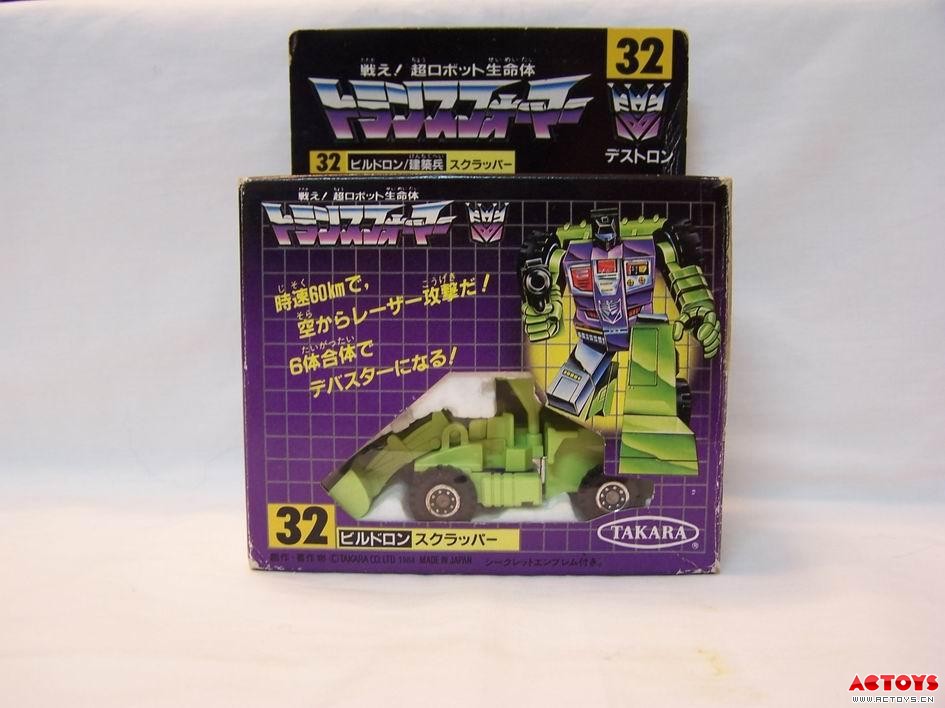 戦え！超ロボット生命体
トランスフォーマー
32
デストロン
32 ビルドロン/建築兵 スクラッパー
戦え！超ロボット生命体
トランスフォーマー
時速60kmで、
空からレーザー攻撃だ！
6体合体で
デバスターになる！
32 ビルドロン スクラッパー
TAKARA
®
©TAKARA CO.,LTD. 1984 MADE IN JAPAN シークレットエンブレム付き。
ACTOYS
WWW.ACTOYS.CN